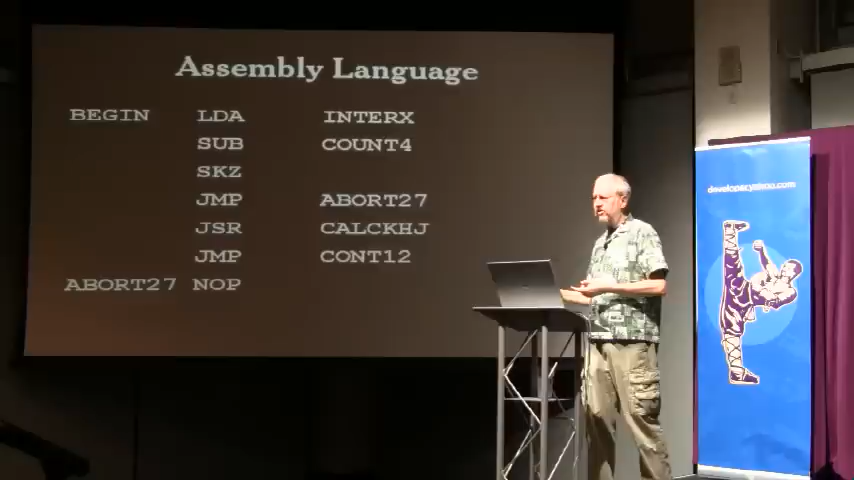 Assembly Language
BEGIN LDA INTERX
SUB COUNT4
SKZ
JMP ABORT27
JSR CALCKHJ
JMP CONT12
ABORT27 NOP
developer.yahoo.com